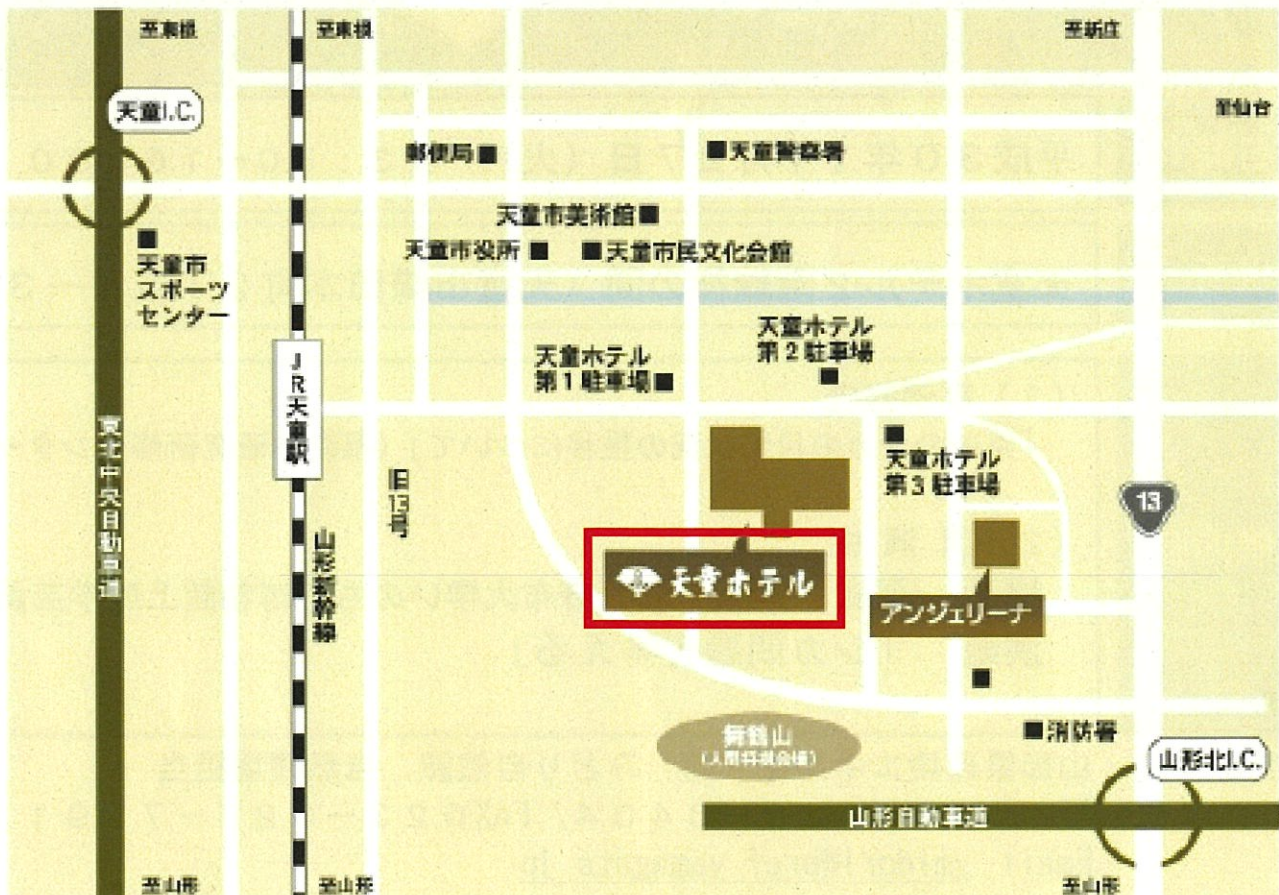 至東根
至東根
至新庄
天童I.C.
至仙台
郵便局
天童警察署
天童市美術館
天童市役所
天童市民文化会館
天童市
スポーツ
センター
天童ホテル
第2駐車場
天童ホテル
第1駐車場
JR天童駅
東北中央自動車道
旧13号
天童ホテル
第3駐車場
13
山形新幹線
天童ホテル
アンジェリーナ
舞鶴山
(人間将棋会場)
消防署
山形北I.C.
山形自動車道
至山形
至山形
至山形